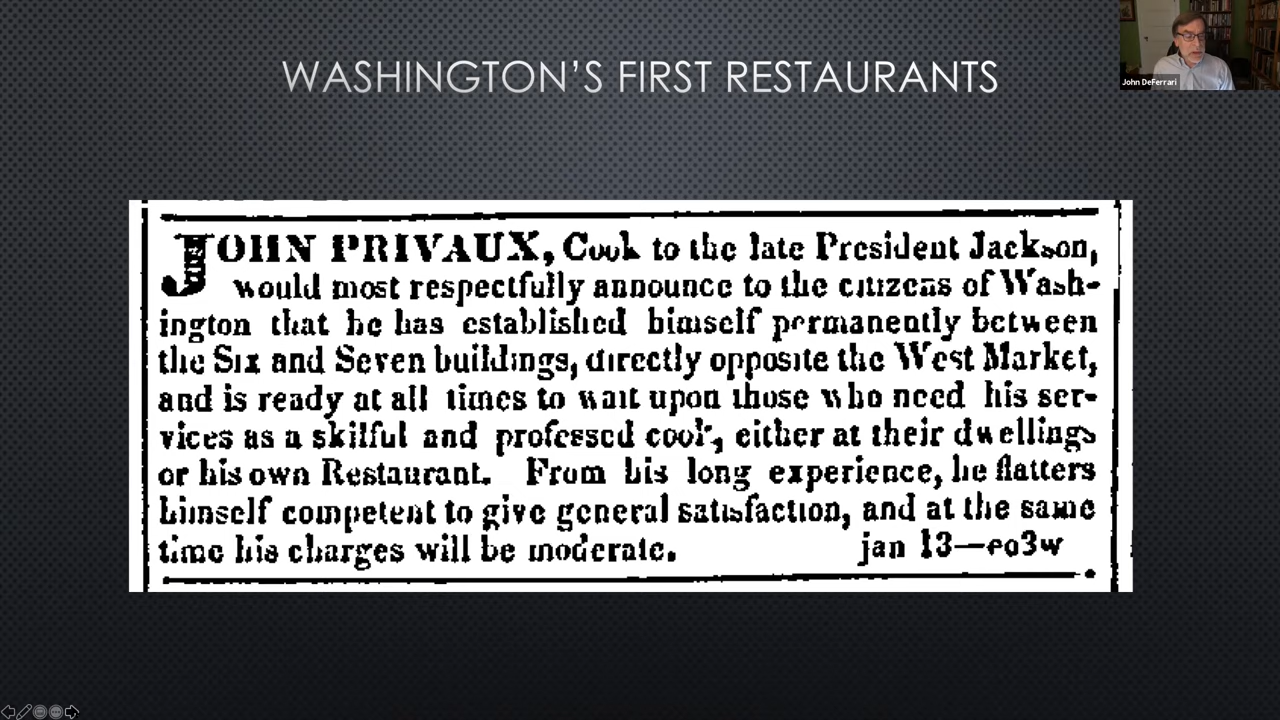 WASHINGTON'S FIRST RESTAURANTS
John DeFerrari
JOHN PRIVAUX, Cook to the late President Jackson,
would most respectfully announce to the citizens of Wash-
ington that he has established himself permanently between
the Six and Seven buildings, directly opposite the West Market,
and is ready at all times to wait upon those who need his ser-
vices as a skilful and professed cook, either at their dwellings
or his own Restaurant. From his long experience, he flatters
himself competent to give general satisfaction, and at the same
time his charges will be moderate. jan 13—eo3w